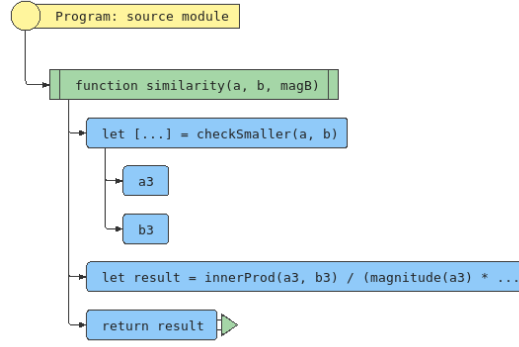 Program: source module
function similarity(a, b, magB)
let [...] = checkSmaller(a, b)
a3
b3
let result = innerProd(a3, b3) / (magnitude(a3) * ...
return result